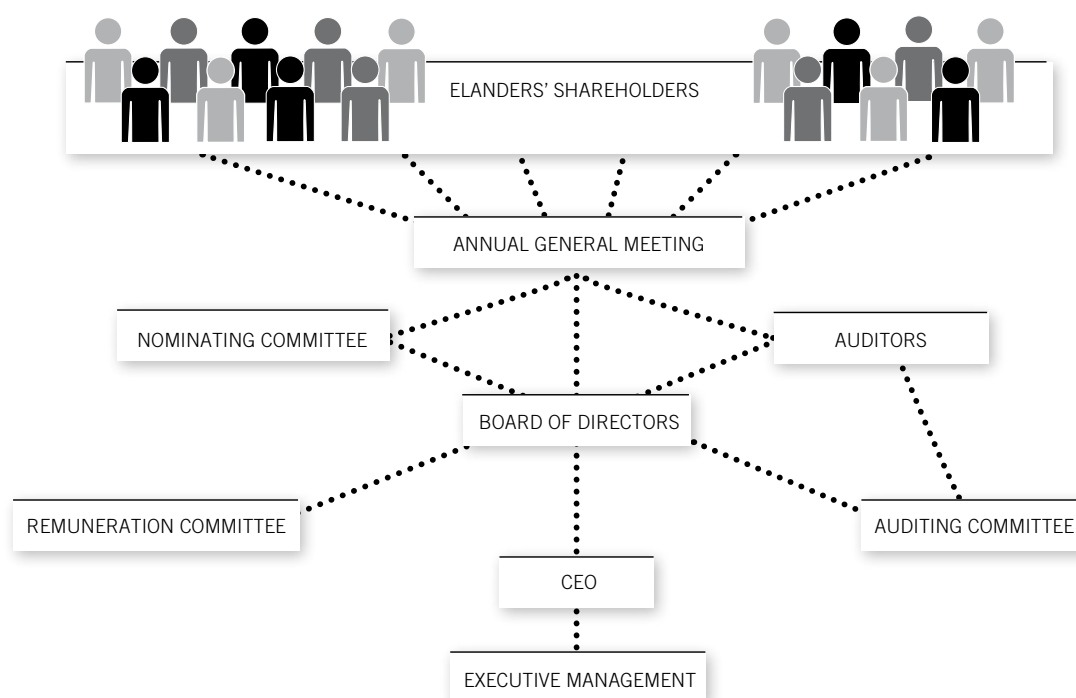 ELANDERS' SHAREHOLDERS
ANNUAL GENERAL MEETING
NOMINATING COMMITTEE
AUDITORS
BOARD OF DIRECTORS
REMUNERATION COMMITTEE
AUDITING COMMITTEE
CEO
EXECUTIVE MANAGEMENT